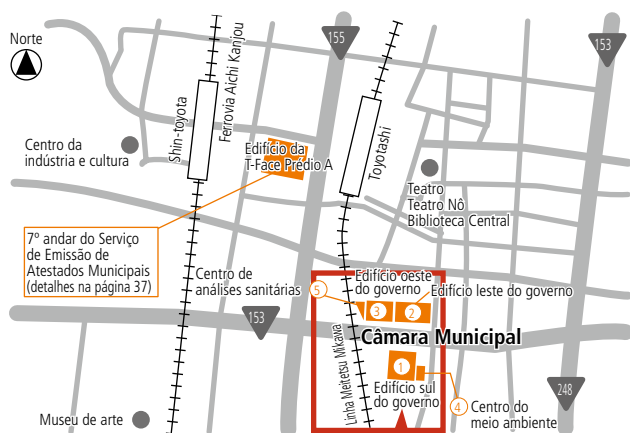 Norte
155
153
Ferrovia Aichi Kanjou
Shin-toyota
Toyotashi
Centro da
indústria e cultura
Edifício da
T-Face Prédio A
Teatro
Teatro Nô
Biblioteca Central
7º andar do Serviço
de Emissão de
Atestados Municipais
(detalhes na página 37)
Centro de
análises sanitárias
Edifício oeste
do governo
Edifício leste do governo
5
3
2
153
Câmara Municipal
Linha Meitetsu Mikawa
1
Edifício sul
do governo
4
Centro do
meio ambiente
248
Museu de arte